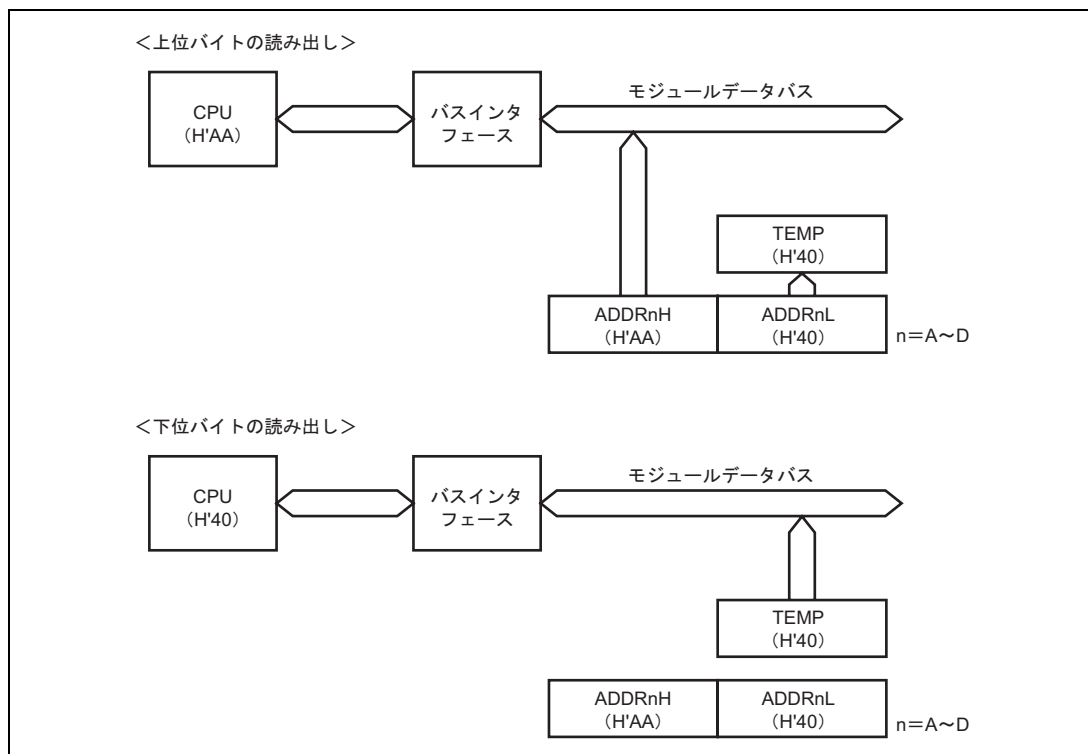 ＜上位バイトの読み出し＞
モジュールデータバス
CPU
（H'AA）
バスインタ
フェース
TEMP
（H'40）
ADDRnH
（H'AA）
ADDRnL
（H'40）
n＝A～D
＜下位バイトの読み出し＞
モジュールデータバス
CPU
（H'40）
バスインタ
フェース
TEMP
（H'40）
ADDRnH
（H'AA）
ADDRnL
（H'40）
n＝A～D